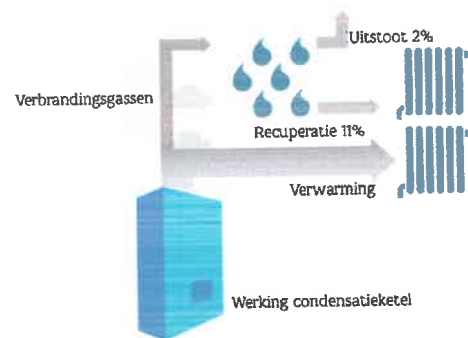 Uitstoot 2%
Verbrandingsgassen
Recuperatie 11%
Verwarming
Werking condensatieketel